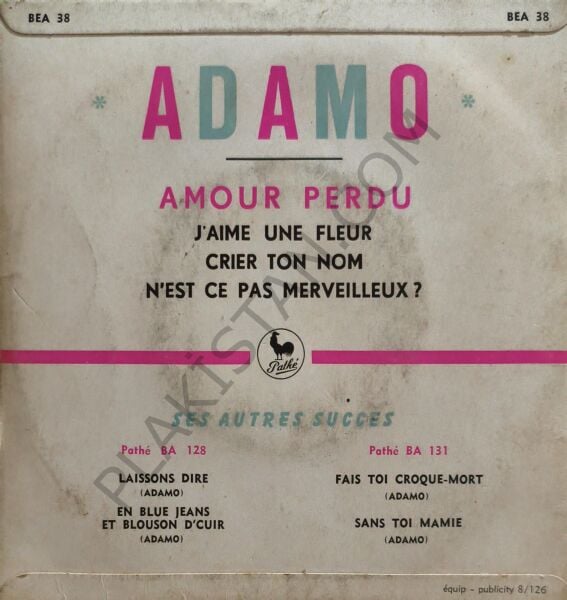 BEA 38
BEA 38
* ADAMO *
AMOUR PERDU
J'AIME UNE FLEUR
CRIER TON NOM
N'EST CE PAS MERVEILLEUX ?
Pathé
SES AUTRES SUCCES
Pathé BA 128
LAISSONS DIRE
(ADAMO)
EN BLUE JEANS
ET BLOUSON D'CUIR
(ADAMO)
Pathé BA 131
FAIS TOI CROQUE-MORT
(ADAMO)
SANS TOI MAMIE
(ADAMO)
équip - publicity 8/126
PLAKİSTAN.COM